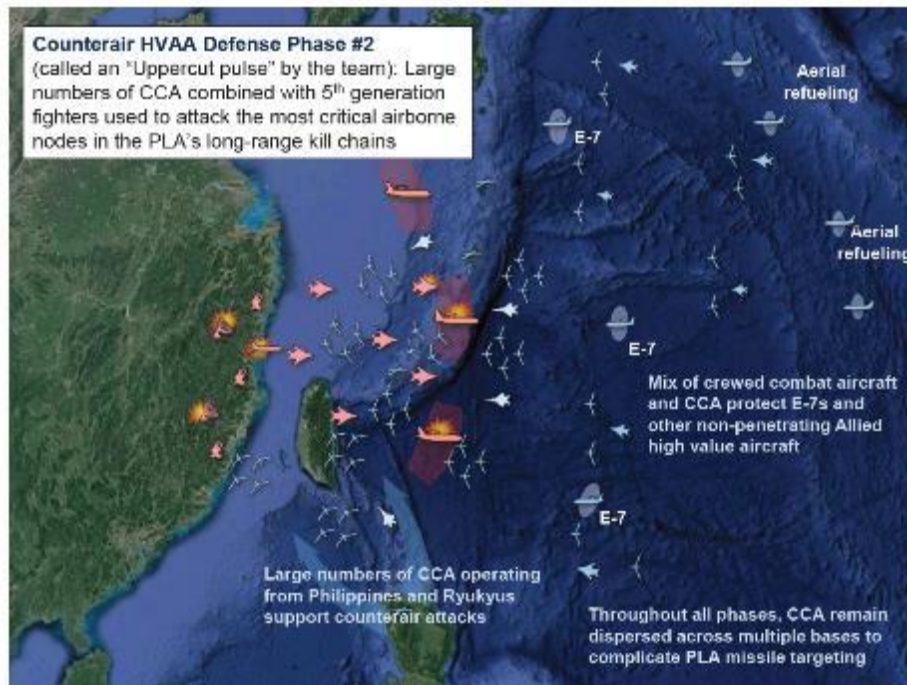 Counterair HVAA Defense Phase #2
(called an "Uppercut pulse" by the team): Large
numbers of CCA combined with 5th generation
fighters used to attack the most critical airborne
nodes in the PLA's long-range kill chains
Aerial
refueling
E-7
Aerial
refueling
E-7
Mix of crewed combat aircraft
and CCA protect E-7s and
other non-penetrating Allied
high value aircraft
E-7
Large numbers of CCA operating
from Philippines and Ryukyus
support counterair attacks
Throughout all phases, CCA remain
dispersed across multiple bases to
complicate PLA missile targeting